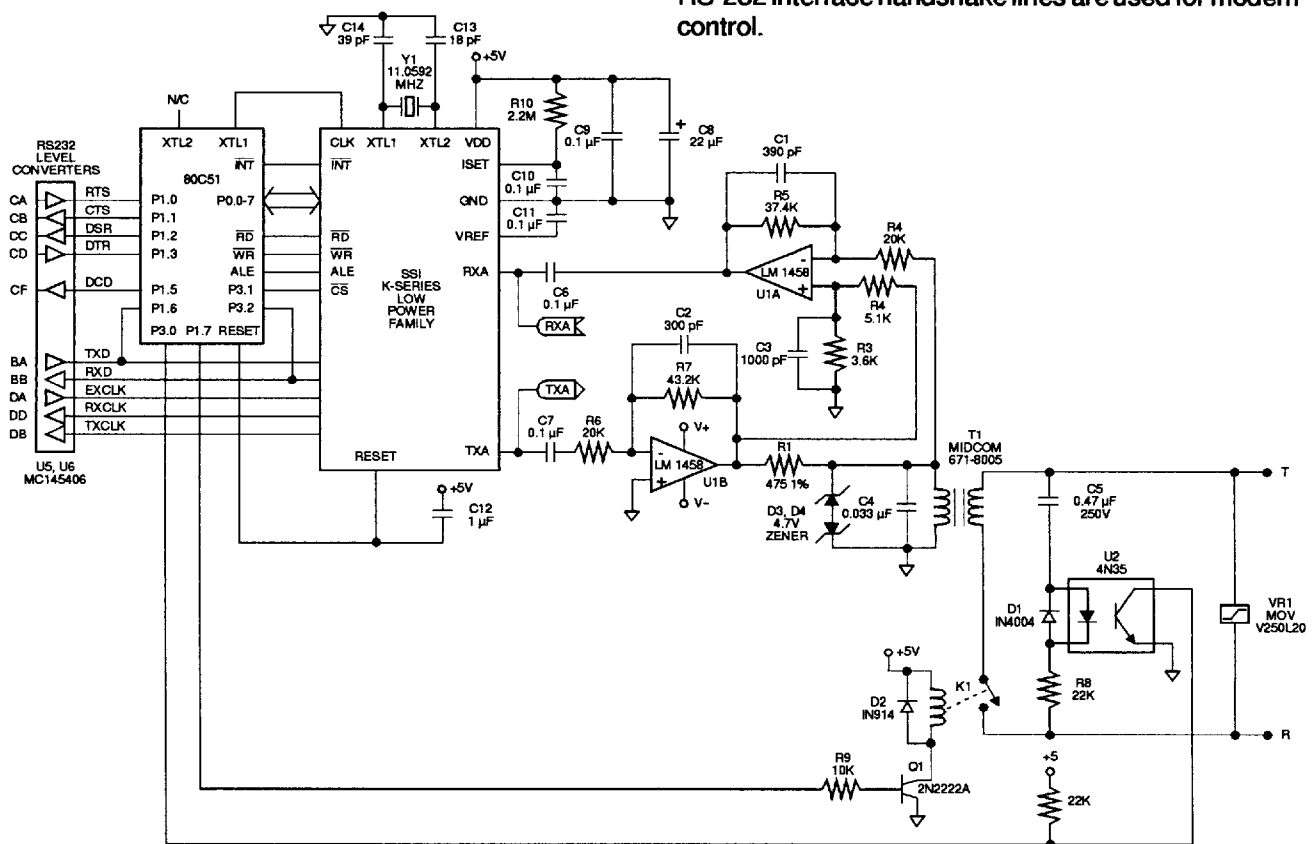 RS-232 interface handshake lines are used for modem
control.
C14
39 pF
C13
18 pF
Y1
11.0592
MHZ
+5V
N/C
R10
2.2M
C9
0.1 µF
C8
22 µF
+
C1
390 pF
XTL2
XTL1
CLK
XTL1
XTL2
VDD
RS232
LEVEL
CONVERTERS
INT
INT
ISET
80C51
C10
0.1 µF
R5
37.4K
CA
RTS
P1.0
P0.0-7
GND
CB
CTS
P1.1
C11
0.1 µF
CC
DSR
P1.2
RD
RD
VREF
R4
20K
CD
DTR
P1.3
WR
WR
ALE
ALE
SSI
K-SERIES
LOW
POWER
FAMILY
RXA
-
LM 1458
+
U1A
R4
5.1K
CF
DCD
P1.5
P3.1
CS
C6
0.1 µF
P1.6
P3.2
RXA
P3.0
P1.7
RESET
C2
300 pF
C3
1000 pF
R3
3.6K
BA
TXD
BB
RXD
R7
43.2K
DA
EXCLK
TXA
DD
RXCLK
DB
TXCLK
C7
0.1 µF
R6
20K
V+
T1
MIDCOM
671-8005
U5, U6
MC145406
RESET
TXA
-
LM 1458
+
U1B
V-
R1
475 1%
T
+5V
C12
1 µF
D3, D4
4.7V
ZENER
C4
0.033 µF
C5
0.47 µF
250V
U2
4N35
D1
IN4004
VR1
MOV
V250L20
+5V
D2
IN914
K1
R8
22K
R
+5
R9
10K
Q1
2N2222A
22K